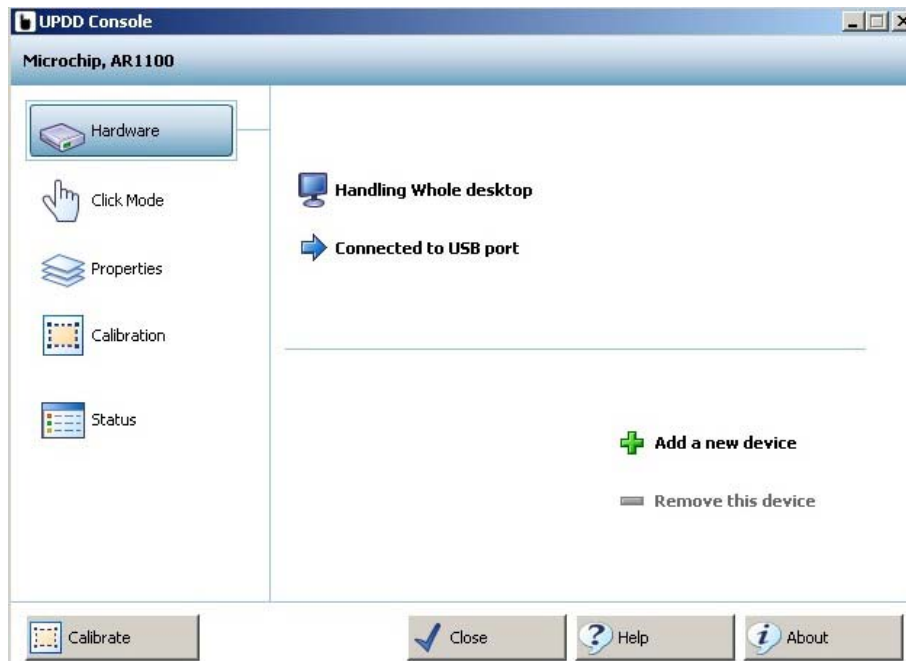 UPDD Console
Microchip, AR1100
Hardware
Click Mode
Properties
Calibration
Status
Handling Whole desktop
Connected to USB port
Add a new device
Remove this device
Calibrate
Close
Help
About